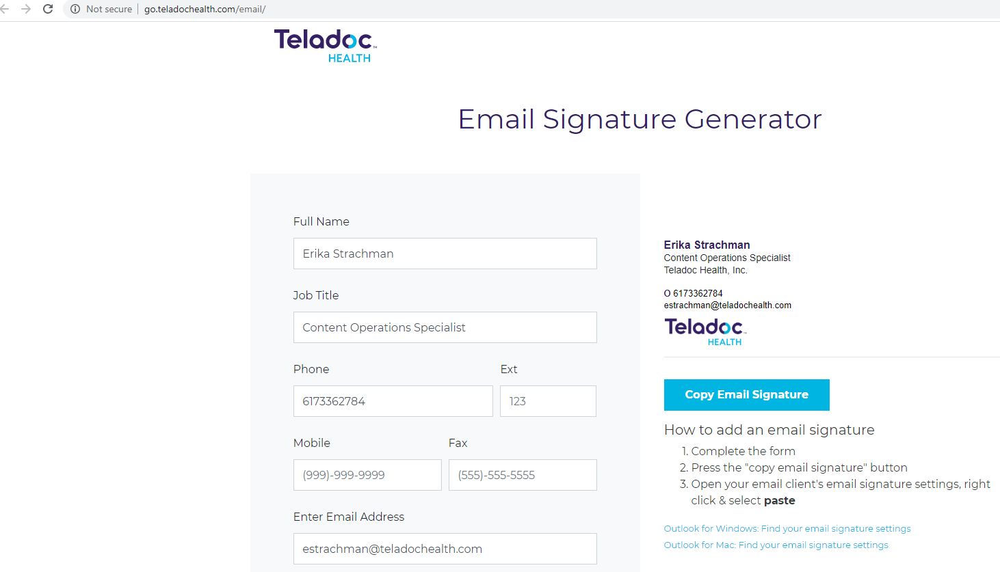 Not secure | go.teladochealth.com/email/
Teladoc™
HEALTH
Email Signature Generator
Full Name
Erika Strachman
Job Title
Content Operations Specialist
Phone
Ext
6173362784
123
Mobile
Fax
(999)-999-9999
(555)-555-5555
Enter Email Address
estrachman@teladochealth.com
Erika Strachman
Content Operations Specialist
Teladoc Health, Inc.
O 6173362784
estrachman@teladochealth.com
Teladoc™
HEALTH
Copy Email Signature
How to add an email signature
1. Complete the form
2. Press the "copy email signature" button
3. Open your email client's email signature settings, right
click & select paste
Outlook for Windows: Find your email signature settings
Outlook for Mac: Find your email signature settings